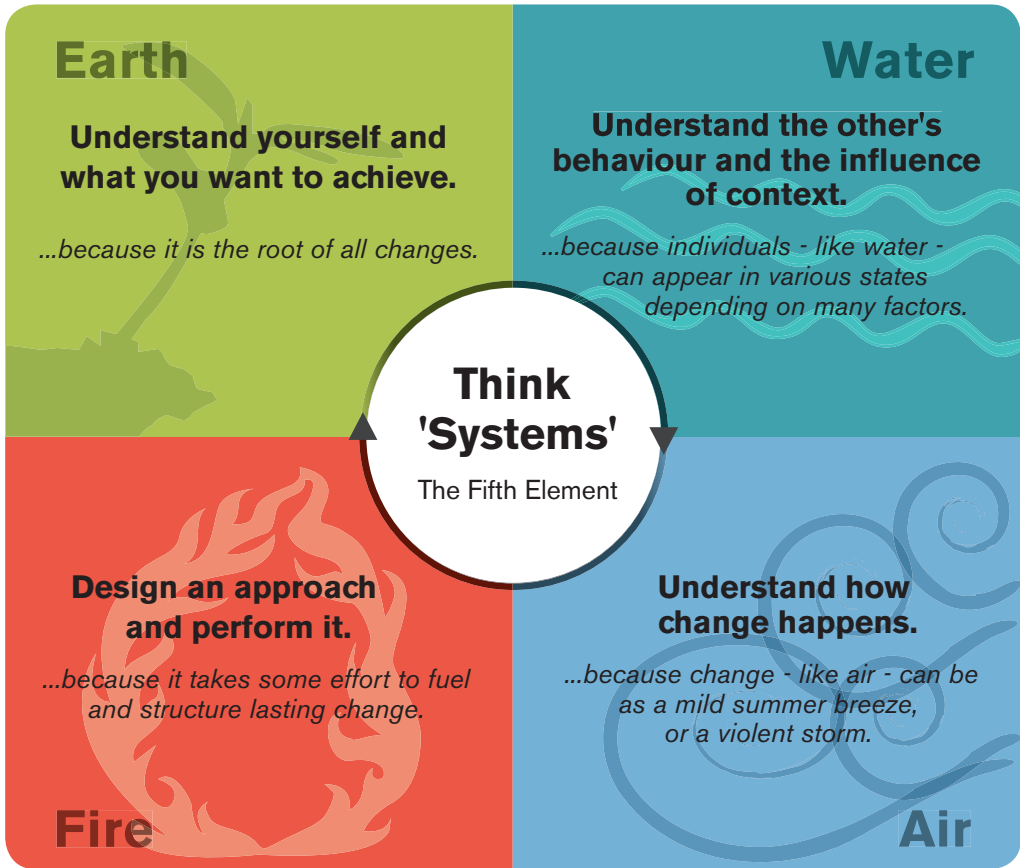 Earth
Understand yourself and
what you want to achieve.
...because it is the root of all changes.
Water
Understand the other's
behaviour and the influence
of context.
...because individuals - like water -
can appear in various states
depending on many factors.
Think
'Systems'
The Fifth Element
Design an approach
and perform it.
...because it takes some effort to fuel
and structure lasting change.
Fire
Understand how
change happens.
...because change - like air - can be
as a mild summer breeze,
or a violent storm.
Air